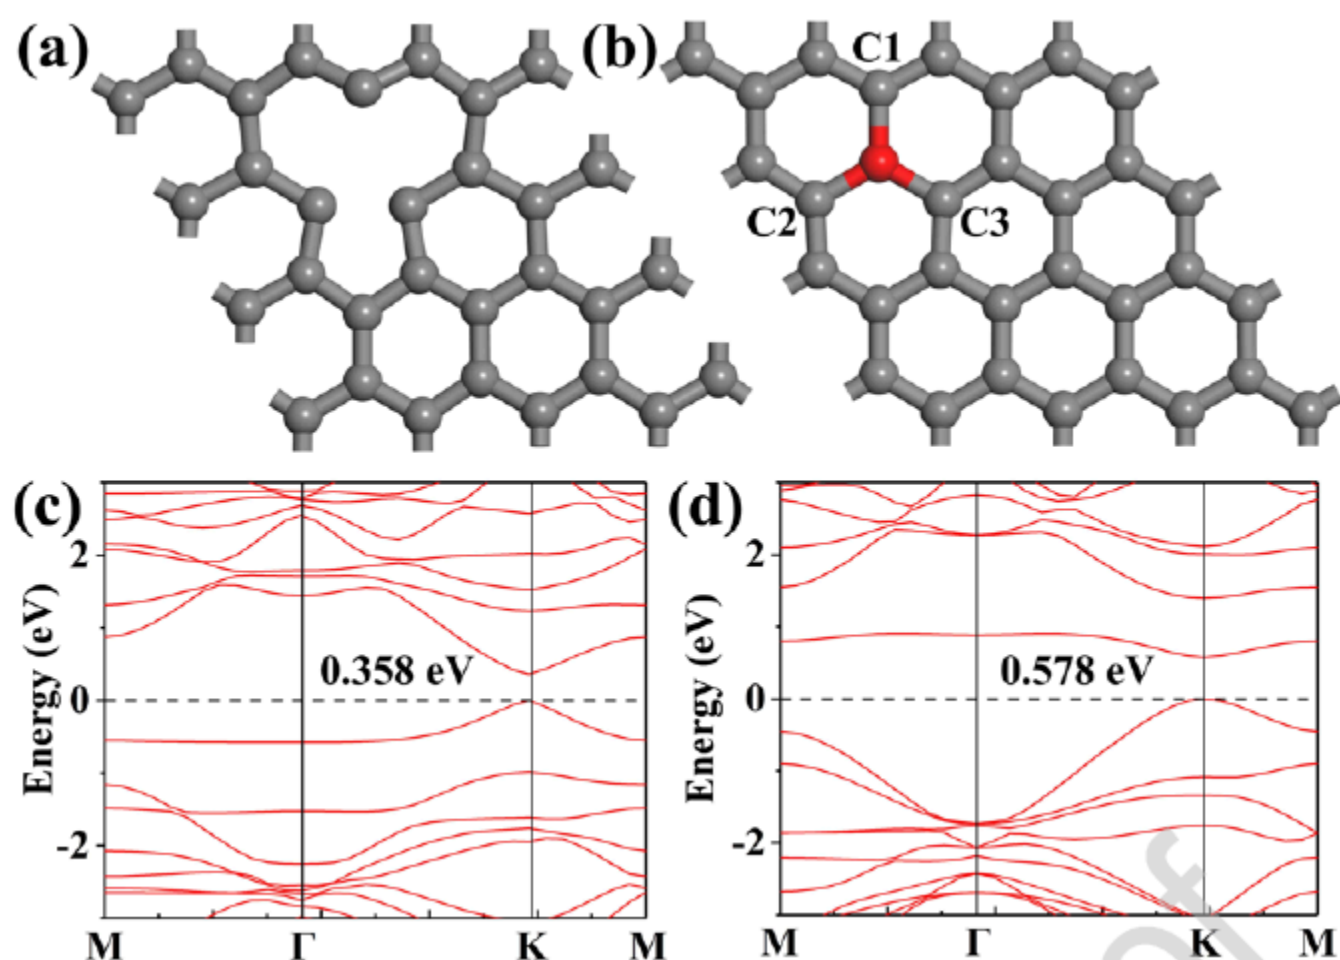 (a)
(b)
C1
C2
C3
(c)
(d)
Energy (eV)
2
0
-2
0.358 eV
M
Γ
K
M
Energy (eV)
2
0
-2
0.578 eV
M
Γ
K
M